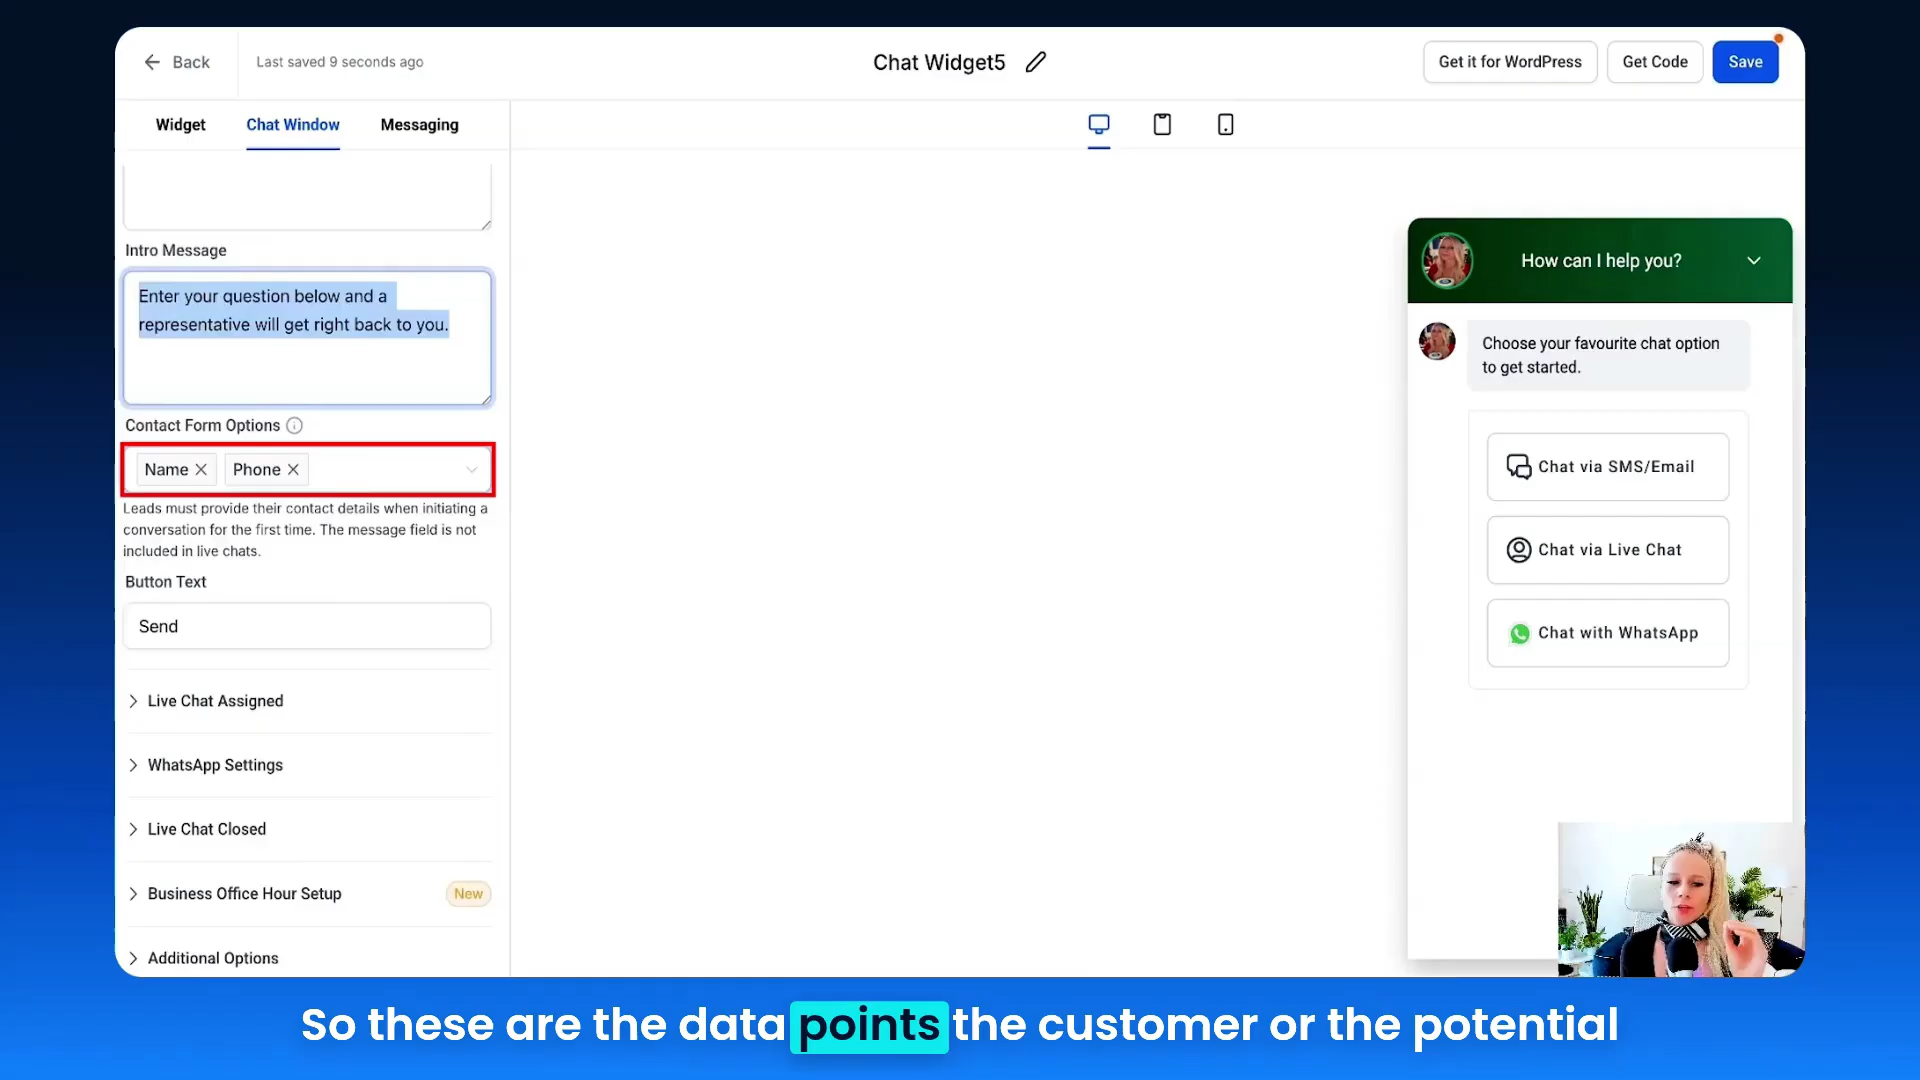 Back
Last saved 9 seconds ago
Chat Widget5
Get it for WordPress
Get Code
Save
Widget
Chat Window
Messaging
Intro Message
Enter your question below and a
representative will get right back to you.
Contact Form Options
Name
Phone
Leads must provide their contact details when initiating a
conversation for the first time. The message field is not
included in live chats.
Button Text
Send
Live Chat Assigned
WhatsApp Settings
Live Chat Closed
Business Office Hour Setup
New
Additional Options
How can I help you?
Choose your favourite chat option
to get started.
Chat via SMS/Email
Chat via Live Chat
Chat with WhatsApp
So these are the data points the customer or the potential